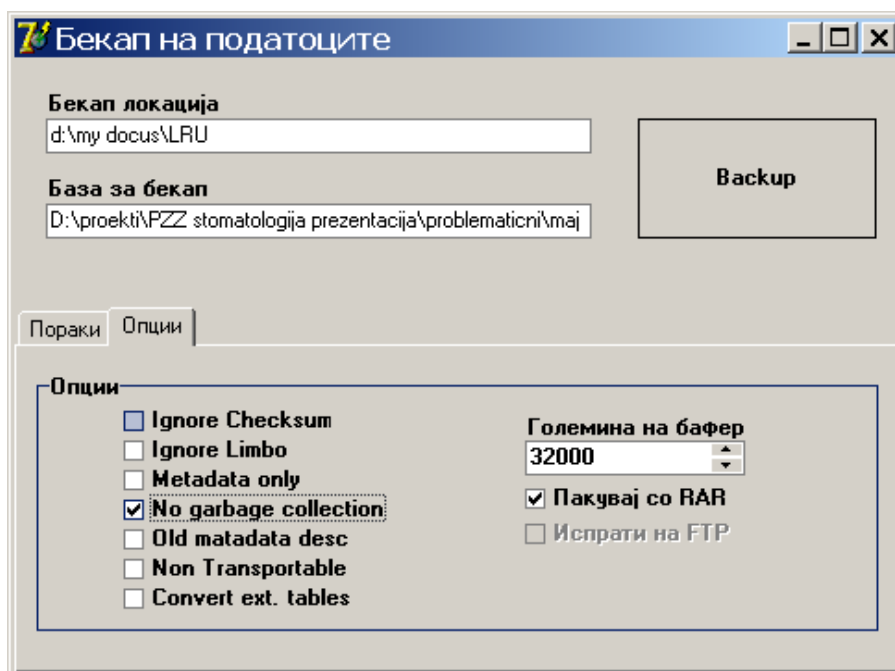 Бекап на податоците
Бекап локација
d:\my docus\LRU
Backup
База за бекап
D:\proekti\PZZ stomatologija prezentacija\problematicni\maj
Пораки
Опции
Опции
Ignore Checksum
Ignore Limbo
Metadata only
No garbage collection
Old matadata desc
Non Transportable
Convert ext. tables
Големина на бафер
32000
Пакувај со RAR
Испрати на FTP